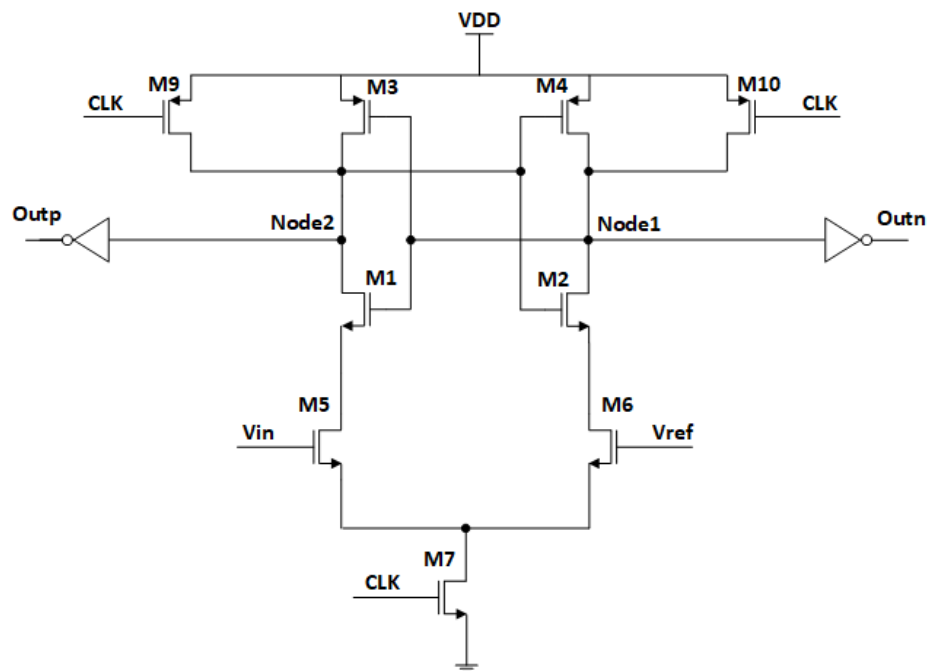 VDD
M9
M3
M4
M10
CLK
CLK
Outp
Node2
Node1
Outn
M1
M2
M5
M6
Vin
Vref
M7
CLK